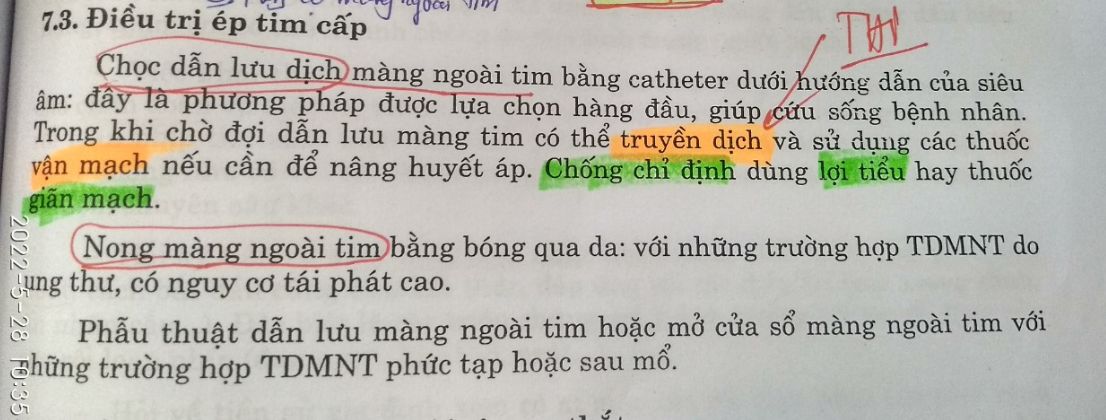 màng ngoài tim
7.3. Điều trị ép tim cấp
TM
Chọc dẫn lưu dịch màng ngoài tim bằng catheter dưới hướng dẫn của siêu
âm: đây là phương pháp được lựa chọn hàng đầu, giúp cứu sống bệnh nhân.
Trong khi chờ đợi dẫn lưu màng tim có thể truyền dịch và sử dụng các thuốc
vận mạch nếu cần để nâng huyết áp. Chống chỉ định dùng lợi tiểu hay thuốc
giãn mạch.
Nong màng ngoài tim bằng bóng qua da: với những trường hợp TDMNT do
ung thư, có nguy cơ tái phát cao.
Phẫu thuật dẫn lưu màng ngoài tim hoặc mở cửa sổ màng ngoài tim với
những trường hợp TDMNT phức tạp hoặc sau mổ.
2022-5-28 10:35